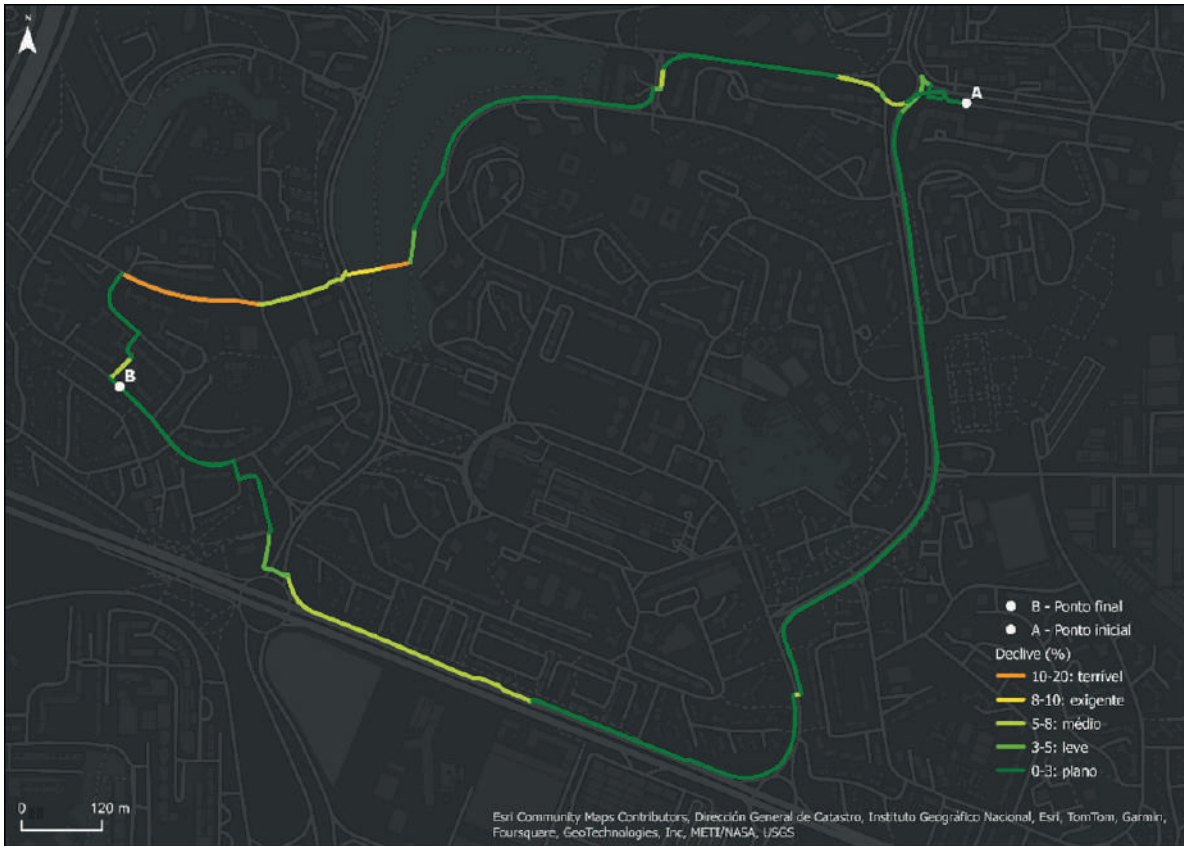 N
A
B
B - Ponto final
A - Ponto inicial
Declive (%)
10-20: terrível
8-10: exigente
5-8: médio
3-5: leve
0-3: plano
0 120 m
Esri Community Maps Contributors, Dirección General de Catastro, Instituto Geográfico Nacional, Esri, TomTom, Garmin,
Foursquare, GeoTechnologies, Inc, METI/NASA, USGS